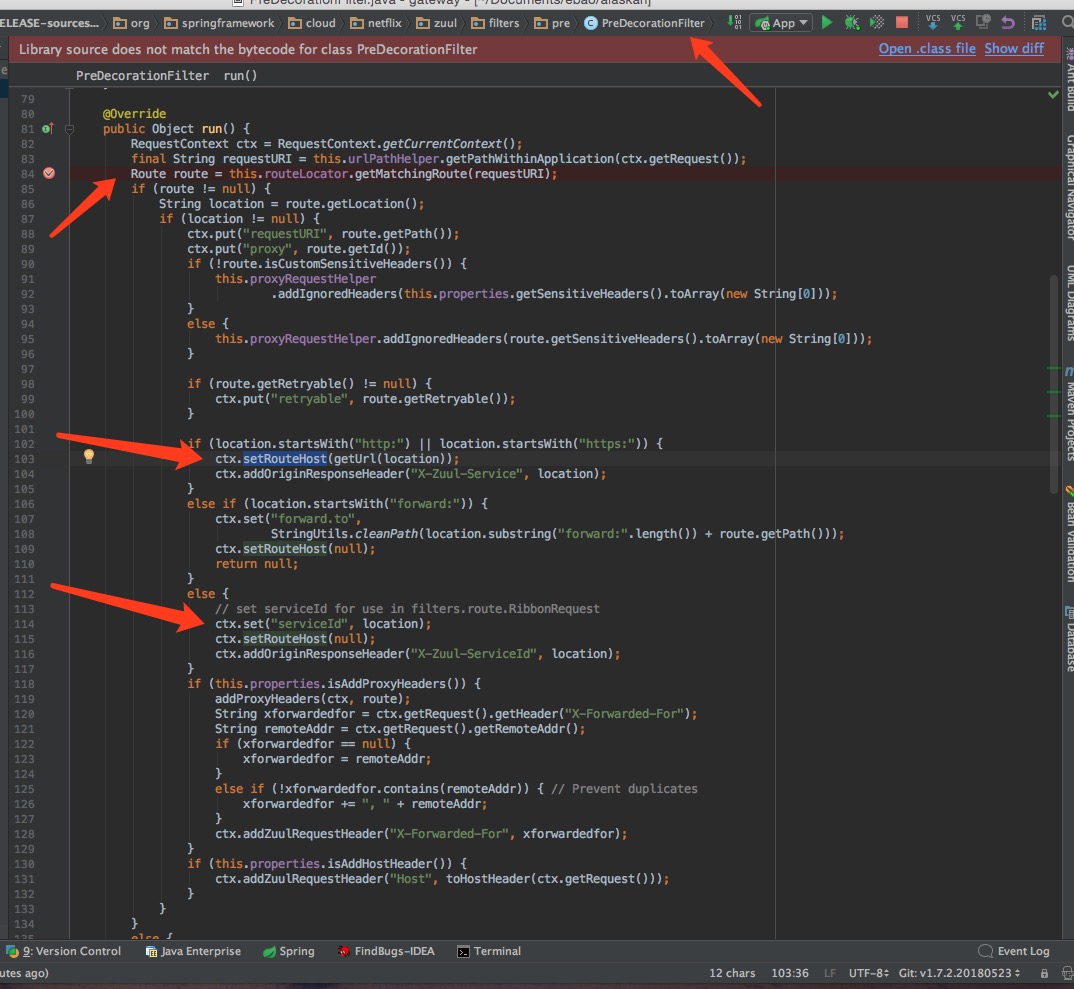 PreDecorationFilter.java - gateway - [~/Documents/ebao/alaskan]
ELEASE-sources... org springframework cloud netflix zuul filters pre PreDecorationFilter App VCS VCS
Library source does not match the bytecode for class PreDecorationFilter Open .class file Show diff
PreDecorationFilter run()
79
80 @Override
81 public Object run() {
82 RequestContext ctx = RequestContext.getCurrentContext();
83 final String requestURI = this.urlPathHelper.getPathWithinApplication(ctx.getRequest());
84 Route route = this.routeLocator.getMatchingRoute(requestURI);
85 if (route != null) {
86 String location = route.getLocation();
87 if (location != null) {
88 ctx.put("requestURI", route.getPath());
89 ctx.put("proxy", route.getId());
90 if (!route.isCustomSensitiveHeaders()) {
91 this.proxyRequestHelper
92 .addIgnoredHeaders(this.properties.getSensitiveHeaders().toArray(new String[0]));
93 }
94 else {
95 this.proxyRequestHelper.addIgnoredHeaders(route.getSensitiveHeaders().toArray(new String[0]));
96 }
97
98 if (route.getRetryable() != null) {
99 ctx.put("retryable", route.getRetryable());
100 }
101
102 if (location.startsWith("http:") || location.startsWith("https:")) {
103 ctx.setRouteHost(getUrl(location));
104 ctx.addOriginResponseHeader("X-Zuul-Service", location);
105 }
106 else if (location.startsWith("forward:")) {
107 ctx.set("forward.to",
108 StringUtils.cleanPath(location.substring("forward:".length()) + route.getPath()));
109 ctx.setRouteHost(null);
110 return null;
111 }
112 else {
113 // set serviceId for use in filters.route.RibbonRequest
114 ctx.set("serviceId", location);
115 ctx.setRouteHost(null);
116 ctx.addOriginResponseHeader("X-Zuul-ServiceId", location);
117 }
118 if (this.properties.isAddProxyHeaders()) {
119 addProxyHeaders(ctx, route);
120 String xforwardedfor = ctx.getRequest().getHeader("X-Forwarded-For");
121 String remoteAddr = ctx.getRequest().getRemoteAddr();
122 if (xforwardedfor == null) {
123 xforwardedfor = remoteAddr;
124 }
125 else if (!xforwardedfor.contains(remoteAddr)) { // Prevent duplicates
126 xforwardedfor += ", " + remoteAddr;
127 }
128 ctx.addZuulRequestHeader("X-Forwarded-For", xforwardedfor);
129 }
130 if (this.properties.isAddHostHeader()) {
131 ctx.addZuulRequestHeader("Host", toHostHeader(ctx.getRequest()));
132 }
133 }
134 }
135 else {
Ant Build
Graphical Navigator
UML Diagrams
Maven Projects
Bean Validation
Database
9: Version Control Java Enterprise Spring FindBugs-IDEA Terminal Event Log
utes ago) 12 chars 103:36 LF UTF-8 Git: v1.7.2.20180523